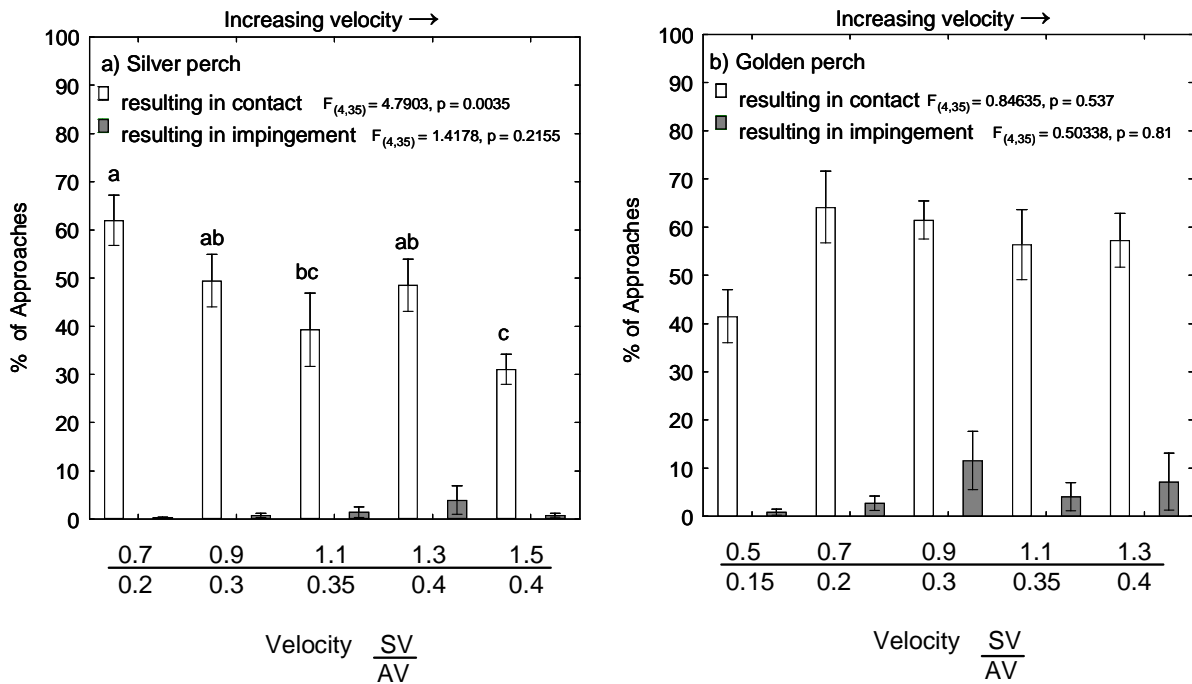 Increasing velocity →
100
90
80
70
60
50
40
30
20
10
0
% of Approaches
a) Silver perch
resulting in contact F(4,35) = 4.7903, p = 0.0035
resulting in impingement F(4,35) = 1.4178, p = 0.2155
a
ab
bc
ab
c
0.7 0.9 1.1 1.3 1.5
0.2 0.3 0.35 0.4 0.4
Velocity SV
AV
Increasing velocity →
100
90
80
70
60
50
40
30
20
10
0
% of Approaches
b) Golden perch
resulting in contact F(4,35) = 0.84635, p = 0.537
resulting in impingement F(4,35) = 0.50338, p = 0.81
0.5 0.7 0.9 1.1 1.3
0.15 0.2 0.3 0.35 0.4
Velocity SV
AV